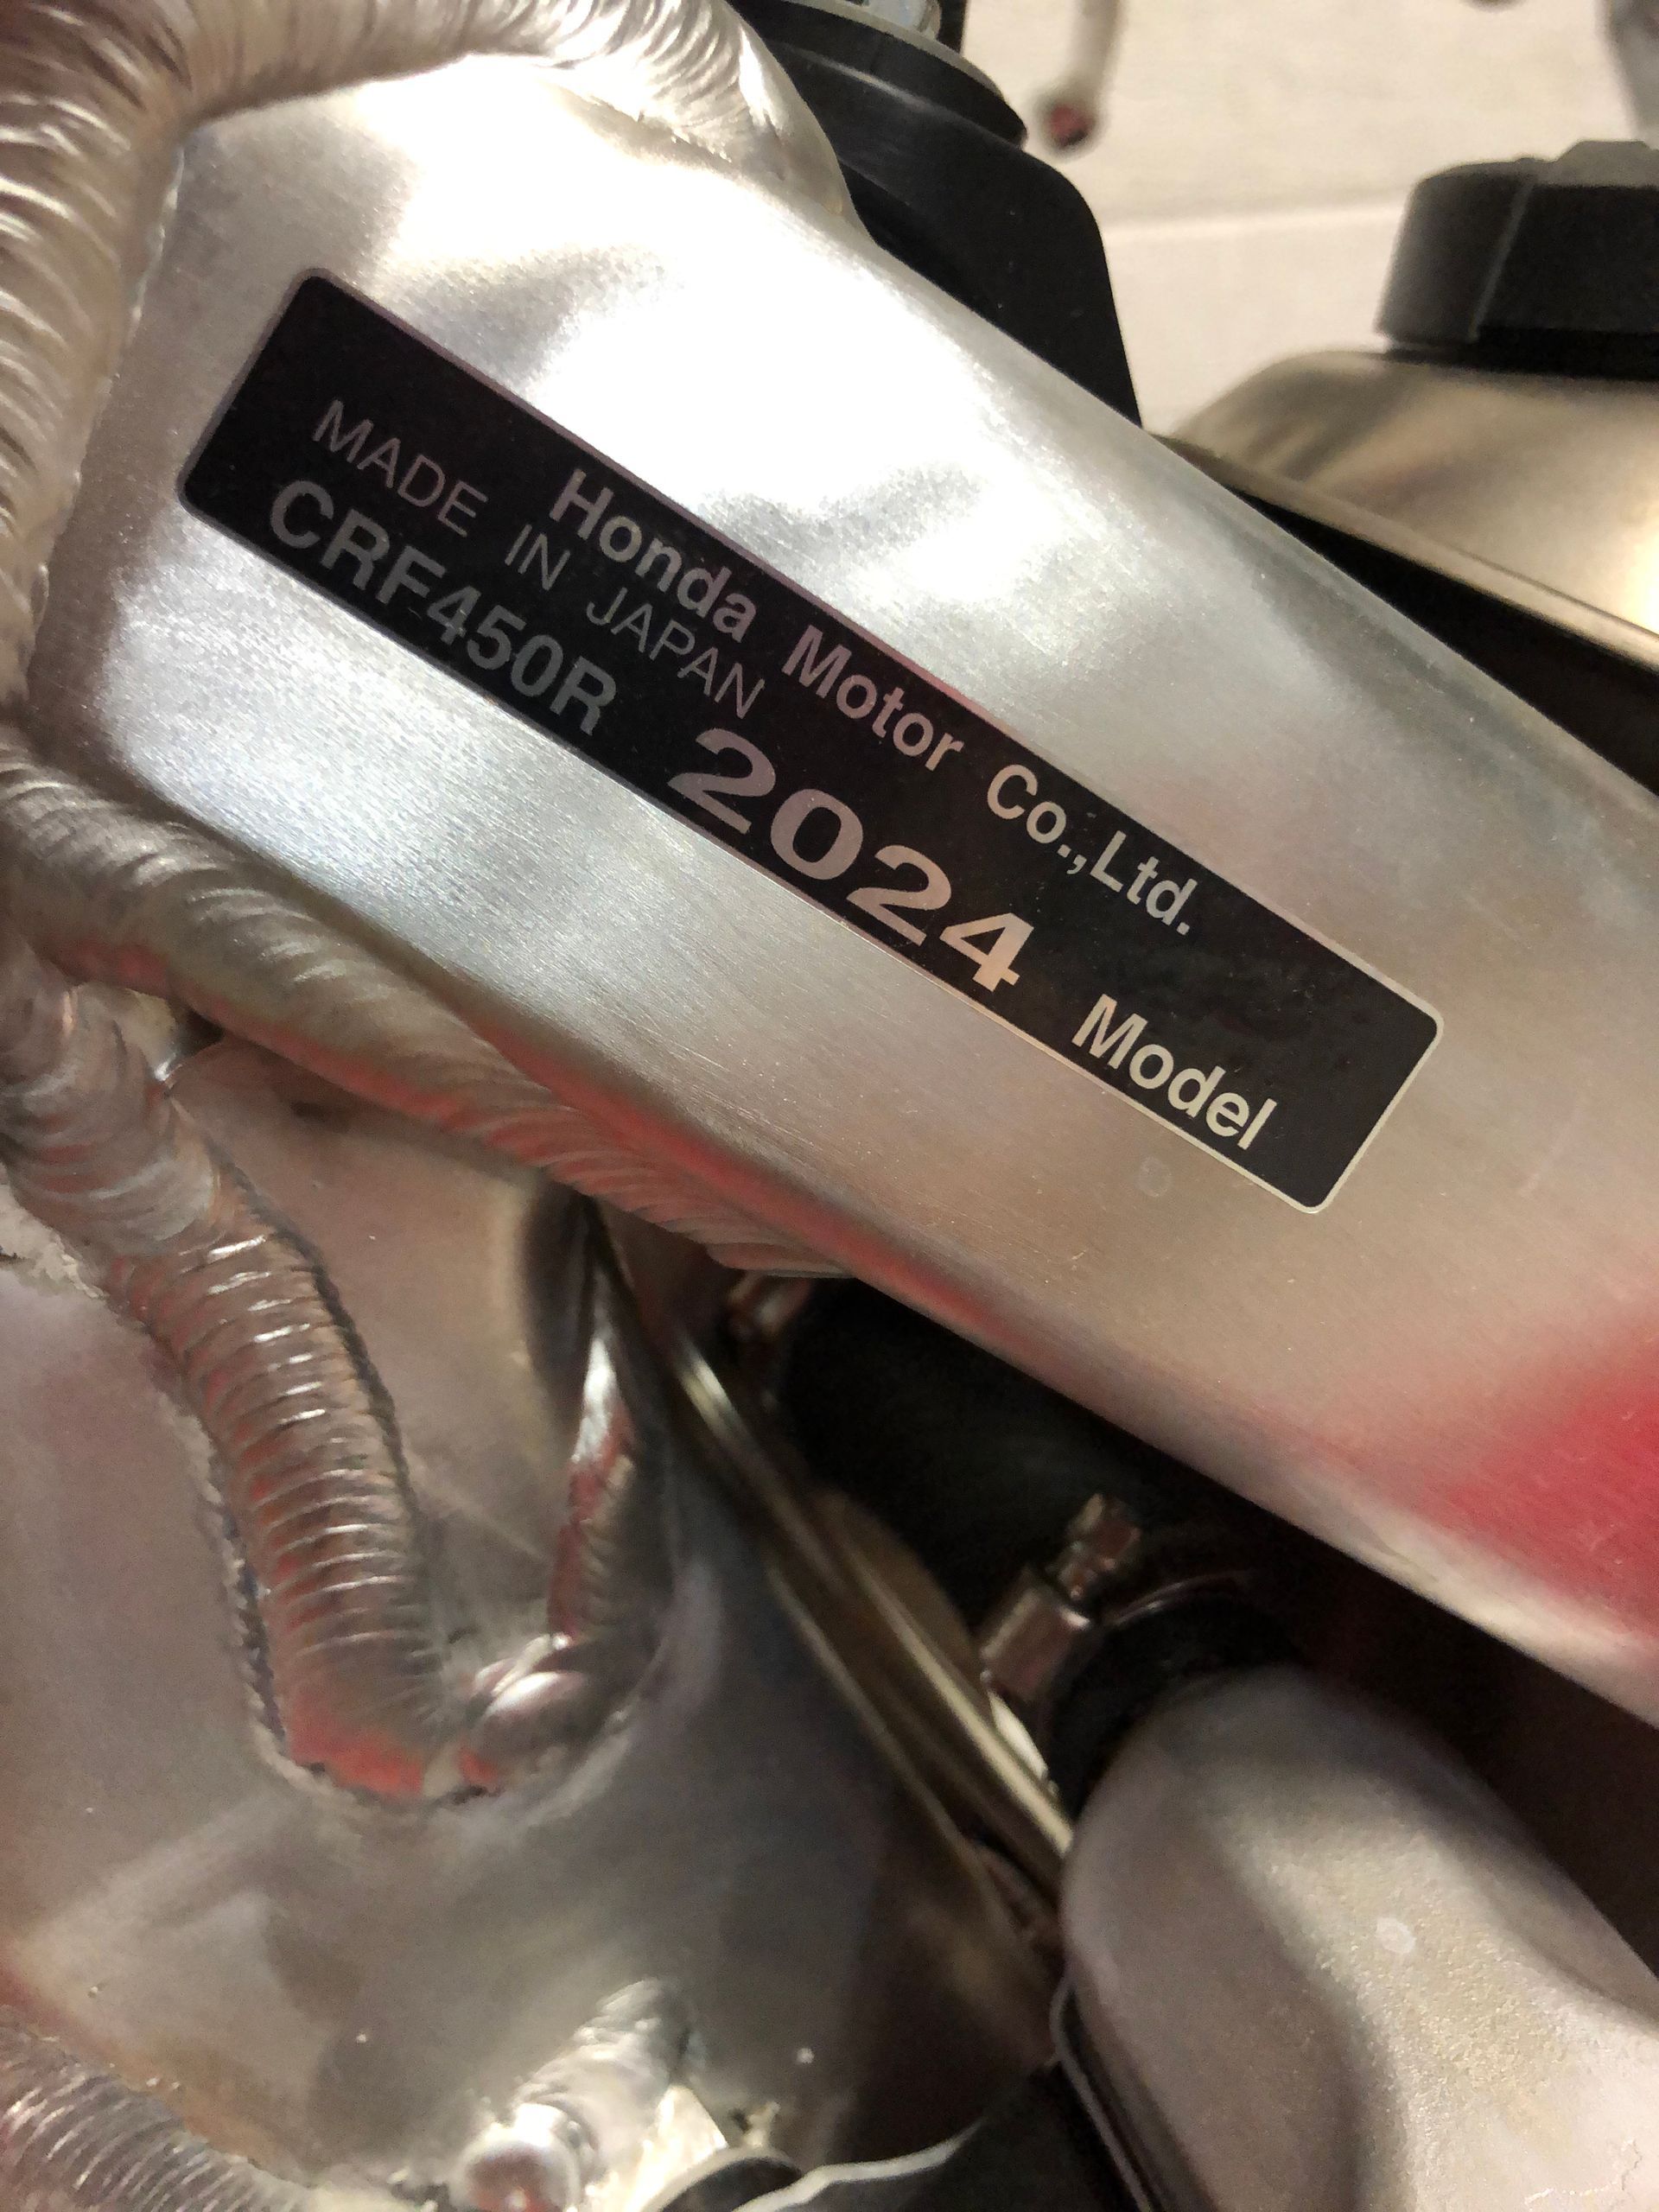 Honda Motor Co.,Ltd.
MADE IN JAPAN
CRF450R 2024 Model